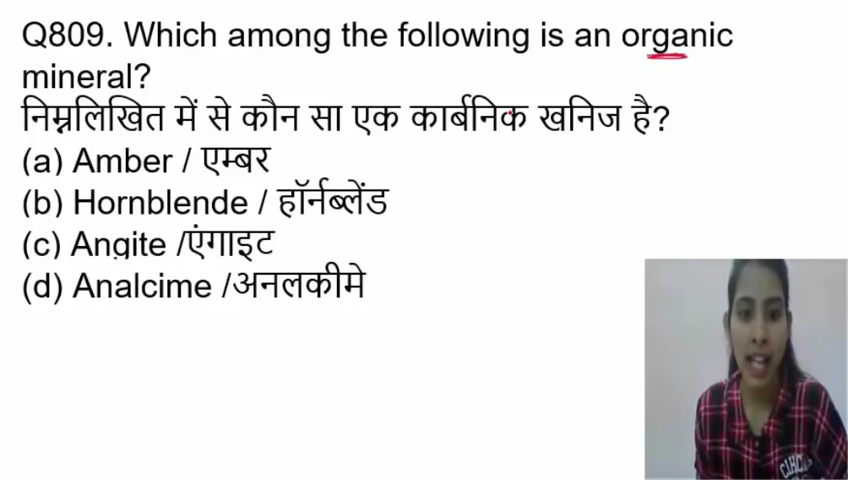 Q809. Which among the following is an organic
mineral?
निम्नलिखित में से कौन सा एक कार्बनिक खनिज है?
(a) Amber / एम्बर
(b) Hornblende / हॉर्नब्लेंड
(c) Angite /एंगाइट
(d) Analcime /अनलकीमे